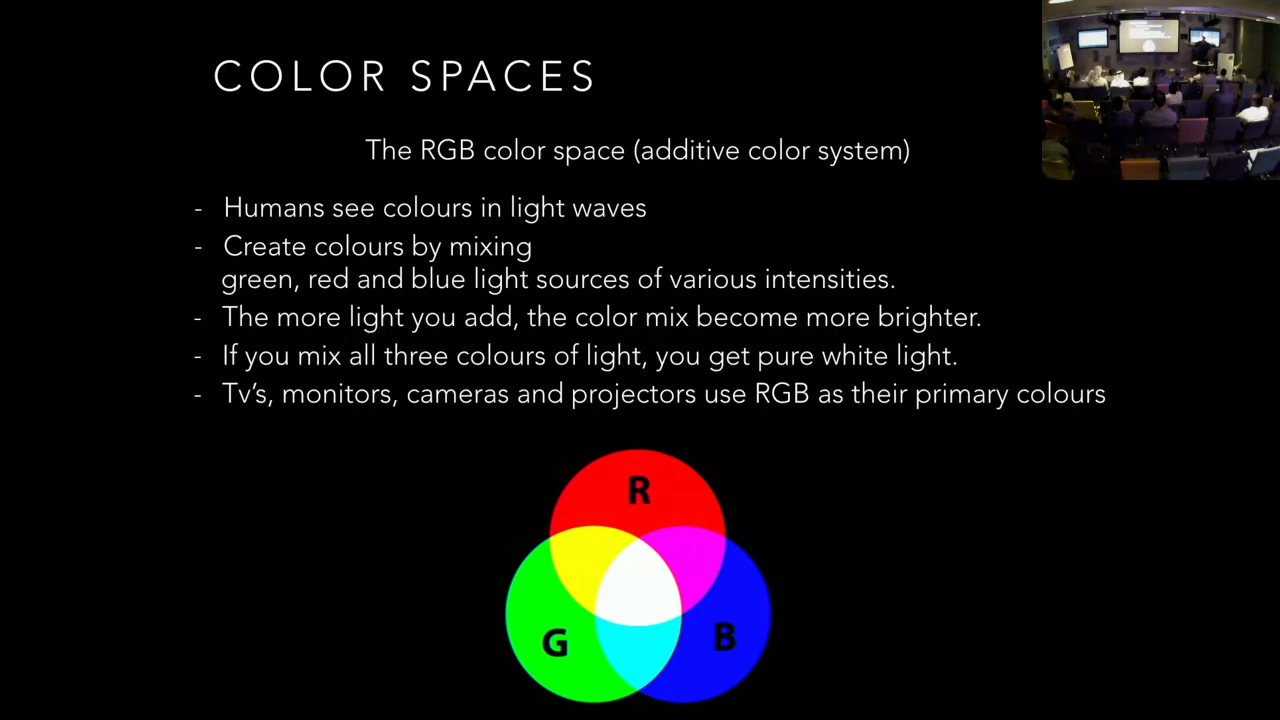 COLOR SPACES
The RGB color space (additive color system)
- Humans see colours in light waves
- Create colours by mixing
green, red and blue light sources of various intensities.
- The more light you add, the color mix become more brighter.
- If you mix all three colours of light, you get pure white light.
- Tv's, monitors, cameras and projectors use RGB as their primary colours
R
G
B